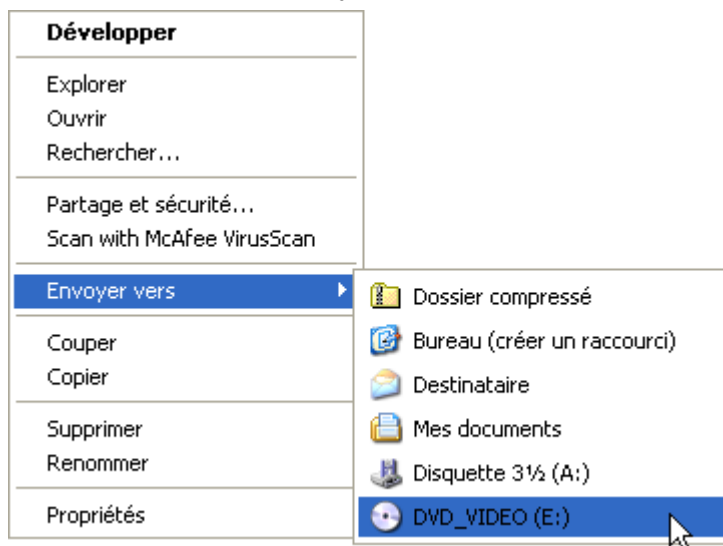 Développer
Explorer
Ouvrir
Rechercher...
Partage et sécurité...
Scan with McAfee VirusScan
Envoyer vers
Couper
Copier
Supprimer
Renommer
Propriétés
Dossier compressé
Bureau (créer un raccourci)
Destinataire
Mes documents
Disquette 3½ (A:)
DVD_VIDEO (E:)